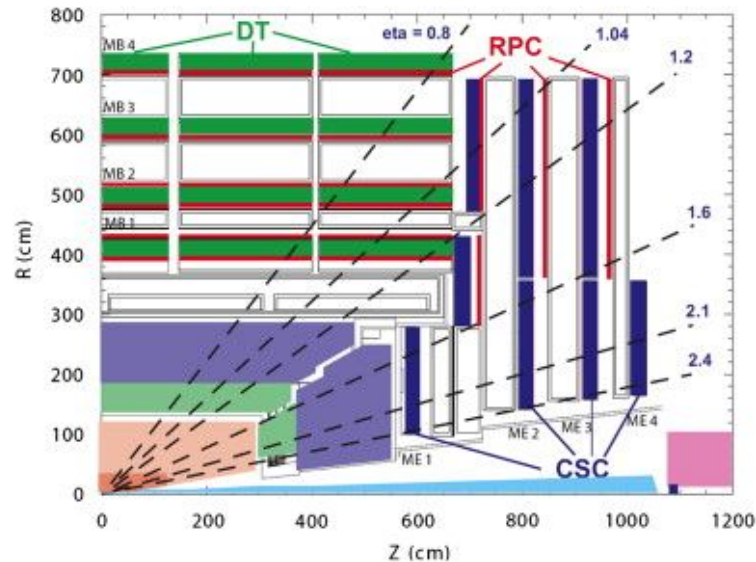 800
700
600
500
400
300
200
100
0
R (cm)
MB 4
DT
eta = 0.8
RPC
1.04
1.2
MB 3
MB 2
MB 1
1.6
2.1
2.4
ME 1
ME 2
ME 3
ME 4
CSC
0
200
400
600
800
1000
1200
Z (cm)